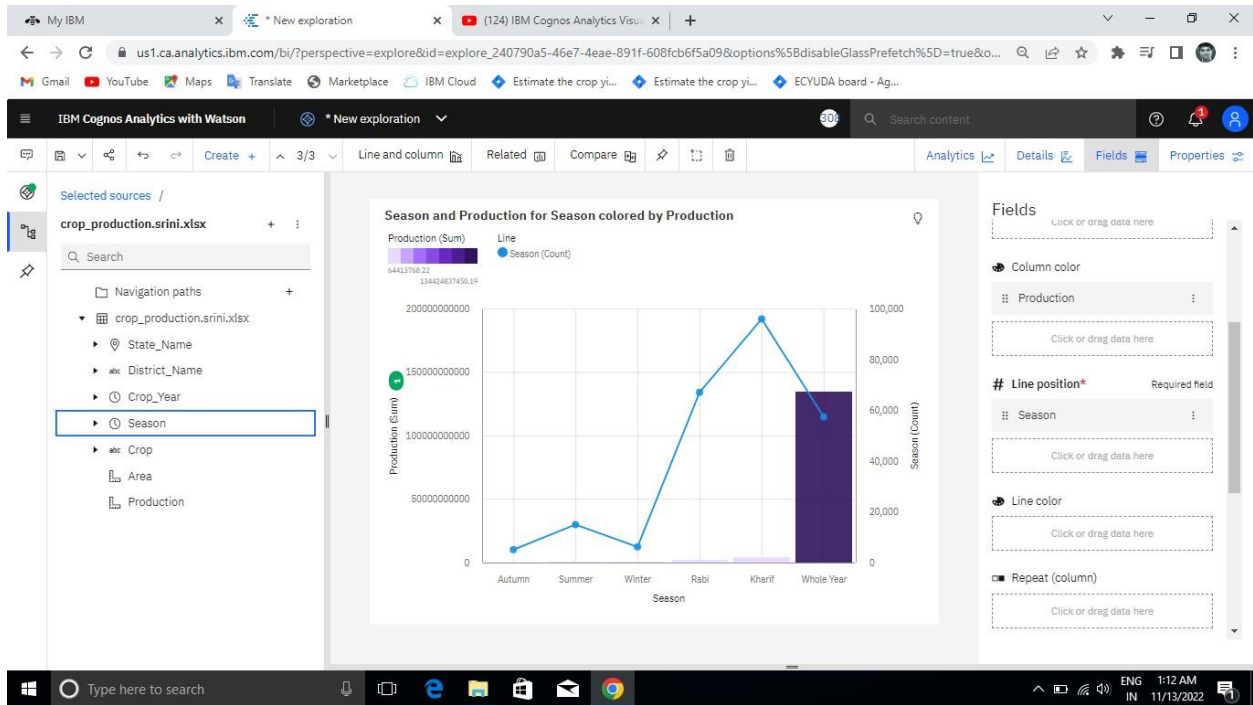 My IBM
* New exploration
(124) IBM Cognos Analytics Visu
us1.ca.analytics.ibm.com/bi/?perspective=explore&id=explore_240790a5-46e7-4eae-891f-608fcb6f5a09&options%5BdisableGlassPrefetch%5D=true&o...
Gmail YouTube Maps Translate Marketplace IBM Cloud Estimate the crop yi... Estimate the crop yi... ECYUDA board - Ag...
IBM Cognos Analytics with Watson * New exploration Search content 1
Create + 3/3 Line and column Related Compare Analytics Details Fields Properties
Selected sources /
crop_production.srini.xlsx
Search
Navigation paths
crop_production.srini.xlsx
State_Name
abc District_Name
Crop_Year
Season
abc Crop
Area
Production
Season and Production for Season colored by Production
Production (Sum) Line
Season (Count)
64413768.22
134424837450.19
200000000000
150000000000
100000000000
50000000000
0
Production (Sum)
100,000
80,000
60,000
40,000
20,000
0
Season (Count)
Autumn Summer Winter Rabi Kharif Whole Year
Season
Fields
Click or drag data here
Column color
Production
Click or drag data here
# Line position* Required field
Season
Click or drag data here
Line color
Click or drag data here
Repeat (column)
Click or drag data here
Type here to search
ENG 1:12 AM
IN 11/13/2022